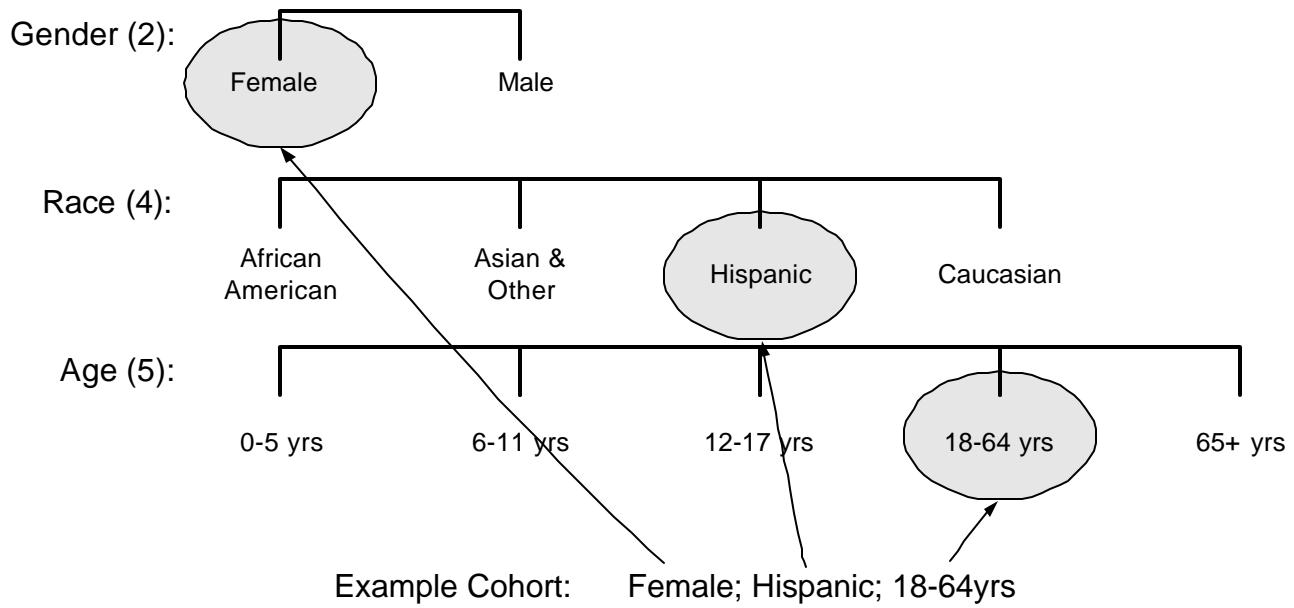 Gender (2):
Female Male
Race (4):
African American Asian & Other Hispanic Caucasian
Age (5):
0-5 yrs 6-11 yrs 12-17 yrs 18-64 yrs 65+ yrs
Example Cohort: Female; Hispanic; 18-64yrs